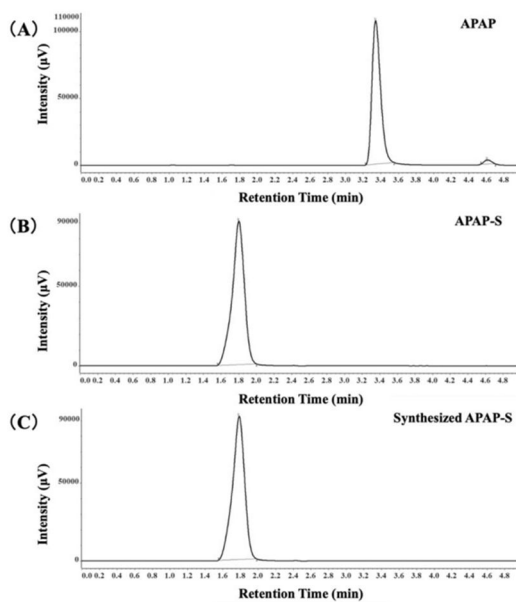 (A)
APAP
110000
100000
50000
0
Intensity (μV)
0.0 0.2 0.4 0.6 0.8 1.0 1.2 1.4 1.6 1.8 2.0 2.2 2.4 2.6 2.8 3.0 3.2 3.4 3.6 3.8 4.0 4.2 4.4 4.6 4.8
Retention Time (min)
(B)
APAP-S
90000
50000
0
Intensity (μV)
0.0 0.2 0.4 0.6 0.8 1.0 1.2 1.4 1.6 1.8 2.0 2.2 2.4 2.6 2.8 3.0 3.2 3.4 3.6 3.8 4.0 4.2 4.4 4.6 4.8
Retention Time (min)
(C)
Synthesized APAP-S
90000
50000
0
Intensity (μV)
0.0 0.2 0.4 0.6 0.8 1.0 1.2 1.4 1.6 1.8 2.0 2.2 2.4 2.6 2.8 3.0 3.2 3.4 3.6 3.8 4.0 4.2 4.4 4.6 4.8
Retention Time (min)